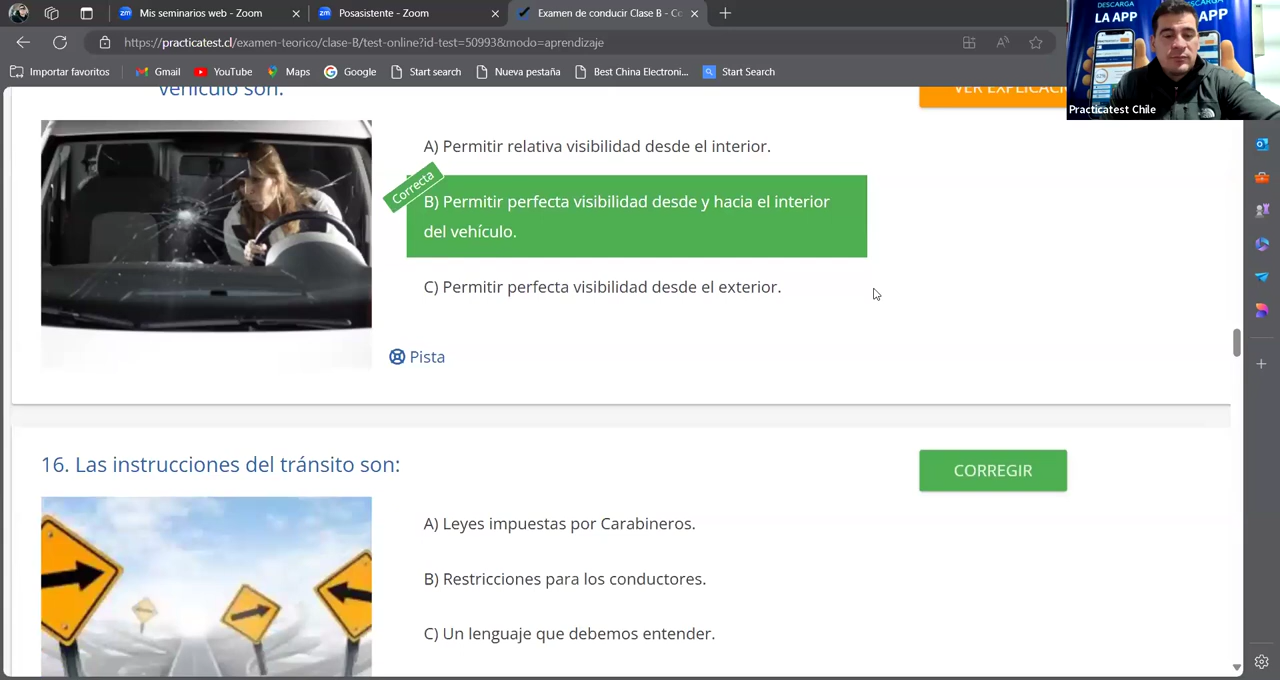 Mis seminarios web - Zoom
Posasistente - Zoom
Examen de conducir Clase B - Co
https://practicatest.cl/examen-teorico/clase-B/test-online?id-test=50993&modo=aprendizaje
Importar favoritos
Gmail
YouTube
Maps
Google
Start search
Nueva pestaña
Best China Electroni...
Start Search
DESCARGA
LA APP
DESCARGA
APP
Practicatest Chile
vehículo son:
VER EXPLICACI
A) Permitir relativa visibilidad desde el interior.
Correcta
B) Permitir perfecta visibilidad desde y hacia el interior
del vehículo.
C) Permitir perfecta visibilidad desde el exterior.
Pista
16. Las instrucciones del tránsito son:
CORREGIR
A) Leyes impuestas por Carabineros.
B) Restricciones para los conductores.
C) Un lenguaje que debemos entender.